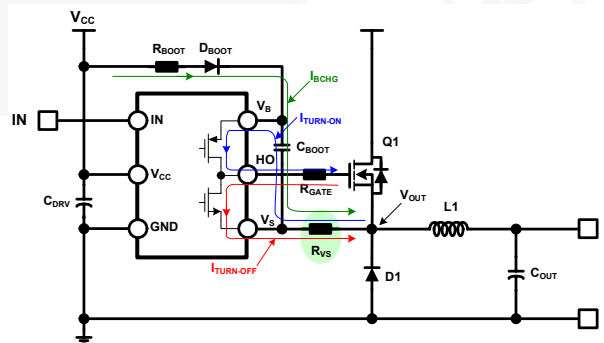 VCC
RBOOT
DBOOT
IBCHG
VB
ITURN-ON
IN
IN
CBOOT
Q1
HO
VCC
RGATE
VOUT
L1
CDRV
GND
VS
RVS
ITURN-OFF
D1
COUT